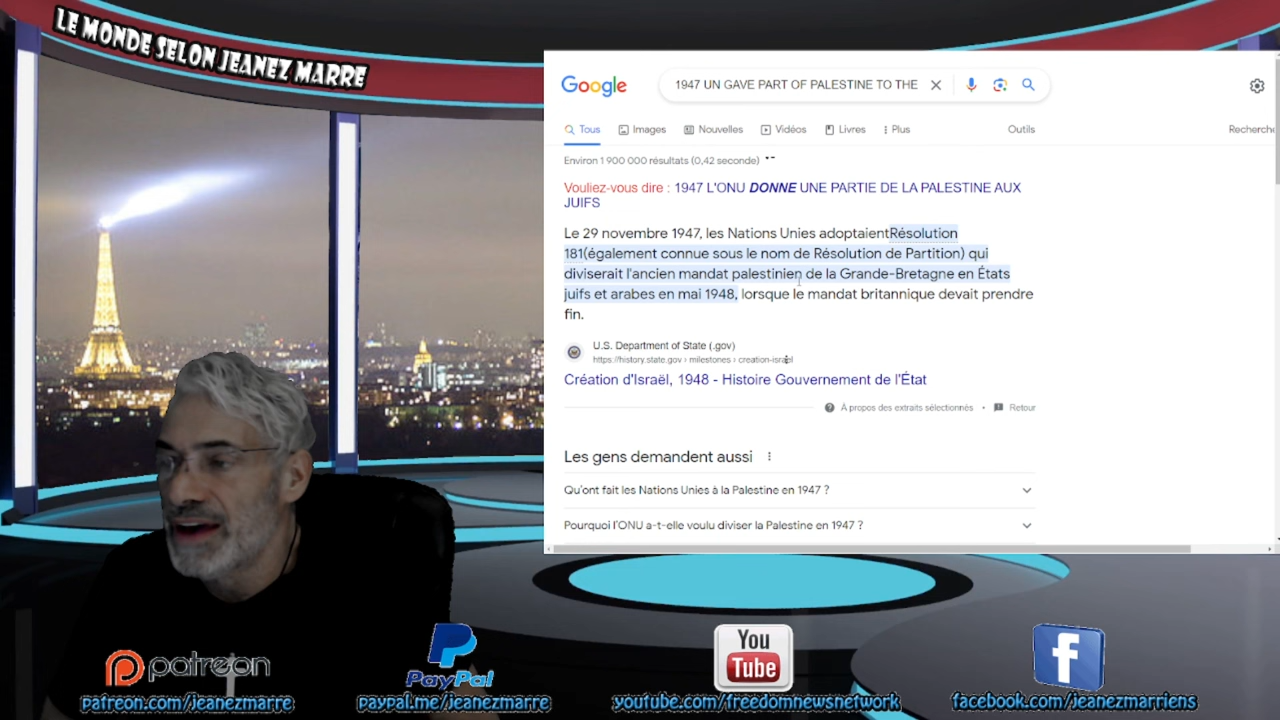 LE MONDE SELON JEANEZ MARRE
Google
1947 UN GAVE PART OF PALESTINE TO THE
Tous
Images
Nouvelles
Vidéos
Livres
Plus
Outils
Recherche
Environ 1 900 000 résultats (0,42 seconde)
Vouliez-vous dire : 1947 L'ONU DONNE UNE PARTIE DE LA PALESTINE AUX
JUIFS
Le 29 novembre 1947, les Nations Unies adoptaientRésolution
181(également connue sous le nom de Résolution de Partition) qui
diviserait l'ancien mandat palestinien de la Grande-Bretagne en États
juifs et arabes en mai 1948, lorsque le mandat britannique devait prendre
fin.
U.S. Department of State (.gov)
https://history.state.gov › milestones › creation-israel
Création d'Israël, 1948 - Histoire Gouvernement de l'État
À propos des extraits sélectionnés
•
Retour
Les gens demandent aussi
Qu'ont fait les Nations Unies à la Palestine en 1947 ?
Pourquoi l'ONU a-t-elle voulu diviser la Palestine en 1947 ?
patreon
PayPal
You
Tube
f
patreon.com/jeanezmarre
paypal.me/jeanezmarre
youtube.com/freedomnewsnetwork
facebook.com/jeanezmarriens